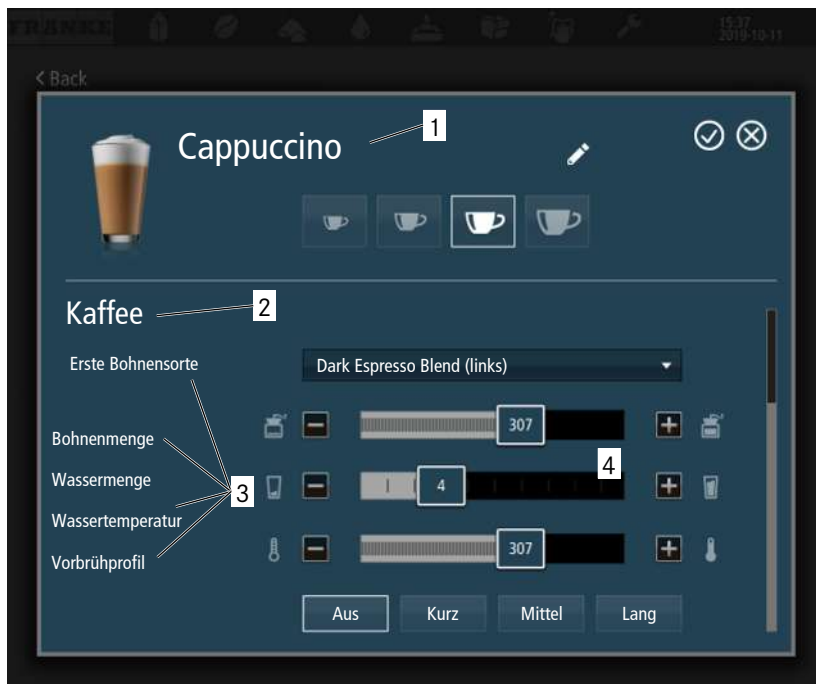 FRANKE
15:37
2019-10-11
Back
Cappuccino
1
Kaffee
2
Erste Bohnensorte
Dark Espresso Blend (links)
Bohnenmenge
307
Wassermenge
3
4
4
Wassertemperatur
Vorbrühprofil
307
Aus
Kurz
Mittel
Lang